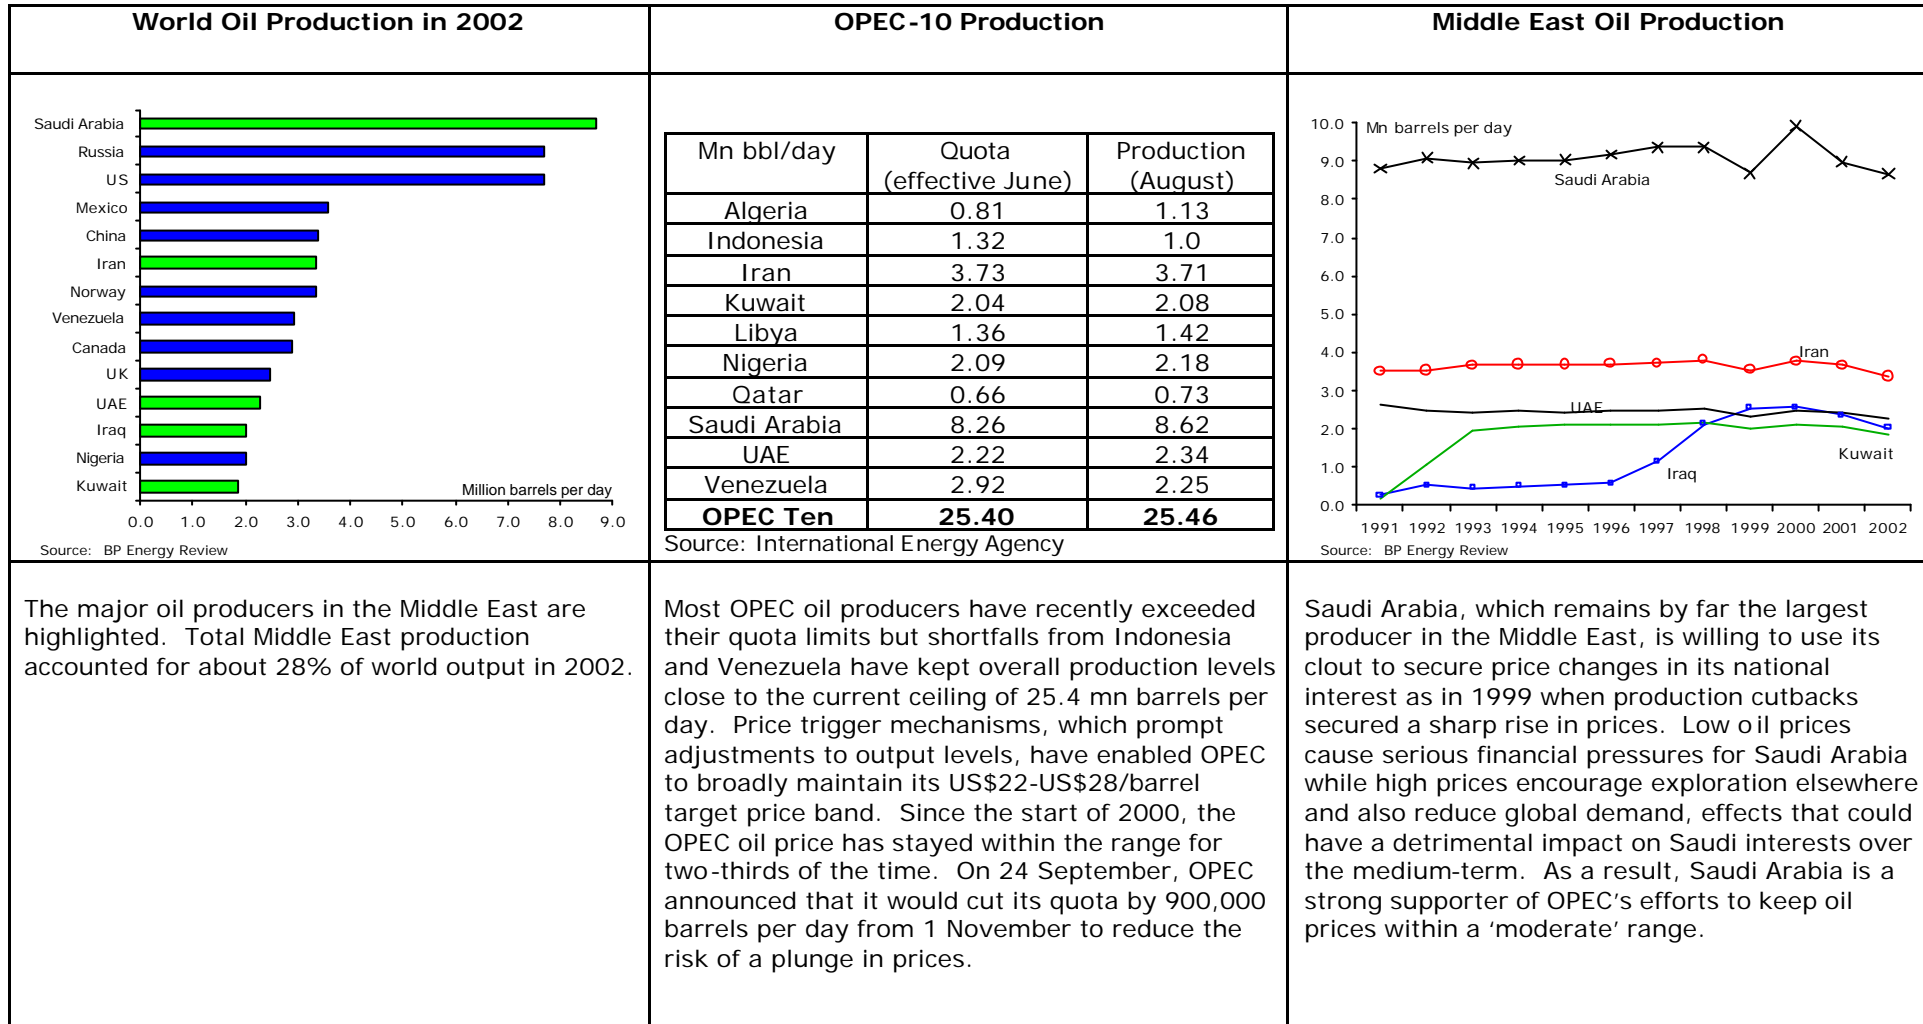 World Oil Production in 2002
Saudi Arabia
Russia
US
Mexico
China
Iran
Norway
Venezuela
Canada
UK
UAE
Iraq
Nigeria
Kuwait
Million barrels per day
0.0 1.0 2.0 3.0 4.0 5.0 6.0 7.0 8.0 9.0
Source: BP Energy Review
The major oil producers in the Middle East are
highlighted. Total Middle East production
accounted for about 28% of world output in 2002.
OPEC-10 Production
Mn bbl/day Quota Production
(effective June) (August)
Algeria 0.81 1.13
Indonesia 1.32 1.0
Iran 3.73 3.71
Kuwait 2.04 2.08
Libya 1.36 1.42
Nigeria 2.09 2.18
Qatar 0.66 0.73
Saudi Arabia 8.26 8.62
UAE 2.22 2.34
Venezuela 2.92 2.25
OPEC Ten 25.40 25.46
Source: International Energy Agency
Most OPEC oil producers have recently exceeded
their quota limits but shortfalls from Indonesia
and Venezuela have kept overall production levels
close to the current ceiling of 25.4 mn barrels per
day. Price trigger mechanisms, which prompt
adjustments to output levels, have enabled OPEC
to broadly maintain its US$22-US$28/barrel
target price band. Since the start of 2000, the
OPEC oil price has stayed within the range for
two-thirds of the time. On 24 September, OPEC
announced that it would cut its quota by 900,000
barrels per day from 1 November to reduce the
risk of a plunge in prices.
Middle East Oil Production
10.0
Mn barrels per day
9.0
Saudi Arabia
8.0
7.0
6.0
5.0
4.0
Iran
3.0
UAE
2.0
Kuwait
1.0
Iraq
0.0
1991 1992 1993 1994 1995 1996 1997 1998 1999 2000 2001 2002
Source: BP Energy Review
Saudi Arabia, which remains by far the largest
producer in the Middle East, is willing to use its
clout to secure price changes in its national
interest as in 1999 when production cutbacks
secured a sharp rise in prices. Low oil prices
cause serious financial pressures for Saudi Arabia
while high prices encourage exploration elsewhere
and also reduce global demand, effects that could
have a detrimental impact on Saudi interests over
the medium-term. As a result, Saudi Arabia is a
strong supporter of OPEC’s efforts to keep oil
prices within a ‘moderate’ range.